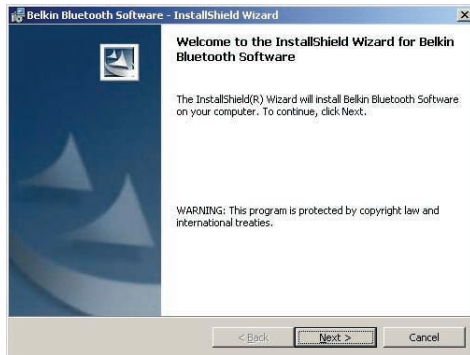 Belkin Bluetooth Software - InstallShield Wizard
Welcome to the InstallShield Wizard for Belkin
Bluetooth Software
The InstallShield(R) Wizard will install Belkin Bluetooth Software
on your computer. To continue, click Next.
WARNING: This program is protected by copyright law and
international treaties.
< Back
Next >
Cancel